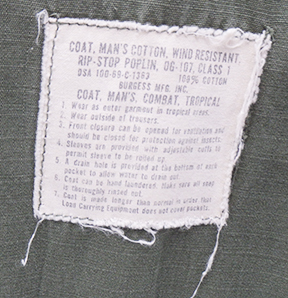 COAT, MAN'S COTTON, WIND RESISTANT
RIP-STOP POPLIN, OG-107, CLASS 1
DSA 100-69-C-1383 100% COTTON
BURGESS MFG. INC.
COAT, MAN'S, COMBAT, TROPICAL
1. Wear as outer garment in tropical areas.
2. Wear outside of trousers.
3. Front closure can be opened for ventilation and
should be closed for protection against insects.
4. Sleeves are provided with adjustable cuffs to
permit sleeve to be rolled up.
5. A drain hole is provided at the bottom of each
pocket to allow water to drain out.
6. Coat can be hand laundered. Make sure all soap
is thoroughly rinsed out.
7. Coat is made longer than normal is used that
Load Carrying Equipment does not cover pockets.